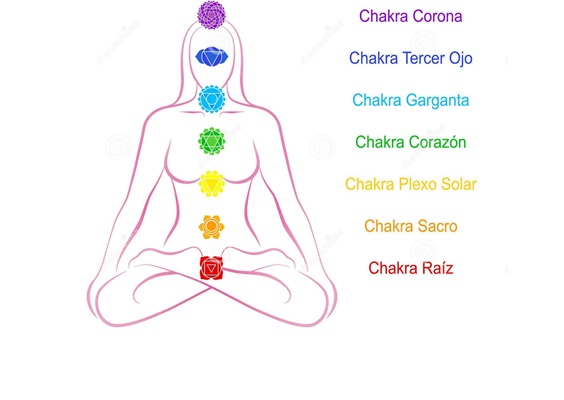 Chakra Corona
Chakra Tercer Ojo
Chakra Garganta
Chakra Corazón
Chakra Plexo Solar
Chakra Sacro
Chakra Raíz